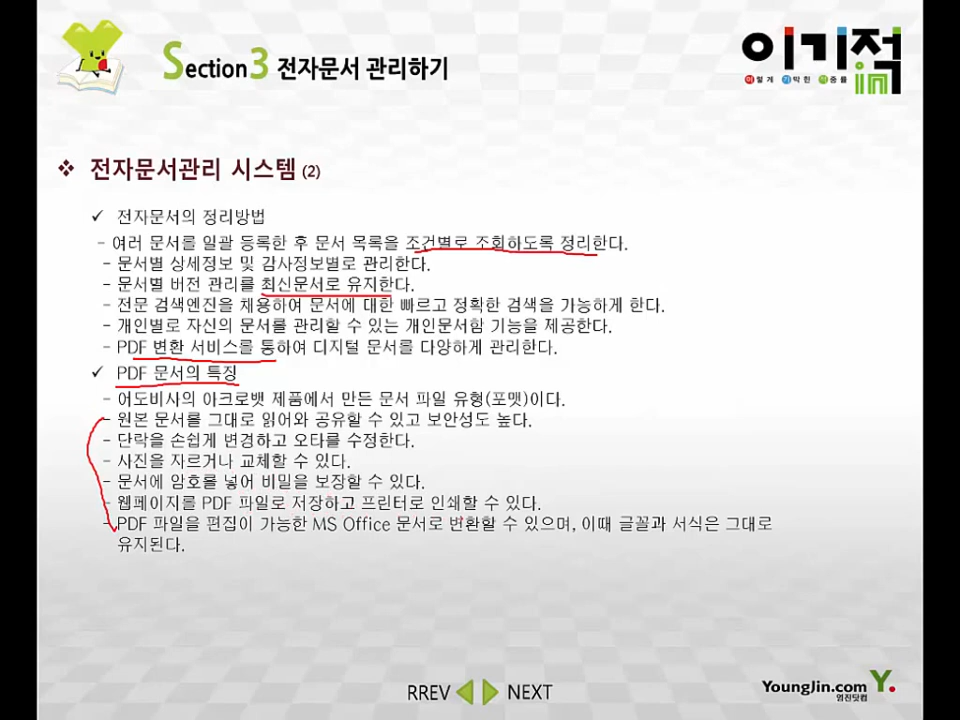 Section3 전자문서 관리하기
이기적in
이렇게 기막힌 적중률
❖ 전자문서관리 시스템 (2)
✓ 전자문서의 정리방법
- 여러 문서를 일괄 등록한 후 문서 목록을 조건별로 조회하도록 정리한다.
- 문서별 상세정보 및 감사정보별로 관리한다.
- 문서별 버전 관리를 최신문서로 유지한다.
- 전문 검색엔진을 채용하여 문서에 대한 빠르고 정확한 검색을 가능하게 한다.
- 개인별로 자신의 문서를 관리할 수 있는 개인문서함 기능을 제공한다.
- PDF 변환 서비스를 통하여 디지털 문서를 다양하게 관리한다.
✓ PDF 문서의 특징
- 어도비사의 아크로뱃 제품에서 만든 문서 파일 유형(포맷)이다.
- 원본 문서를 그대로 읽어와 공유할 수 있고 보안성도 높다.
- 단락을 손쉽게 변경하고 오타를 수정한다.
- 사진을 자르거나 교체할 수 있다.
- 문서에 암호를 넣어 비밀을 보장할 수 있다.
- 웹페이지를 PDF 파일로 저장하고 프린터로 인쇄할 수 있다.
- PDF 파일을 편집이 가능한 MS Office 문서로 변환할 수 있으며, 이때 글꼴과 서식은 그대로
유지된다.
RREV NEXT
YoungJin.com Y.
영진닷컴